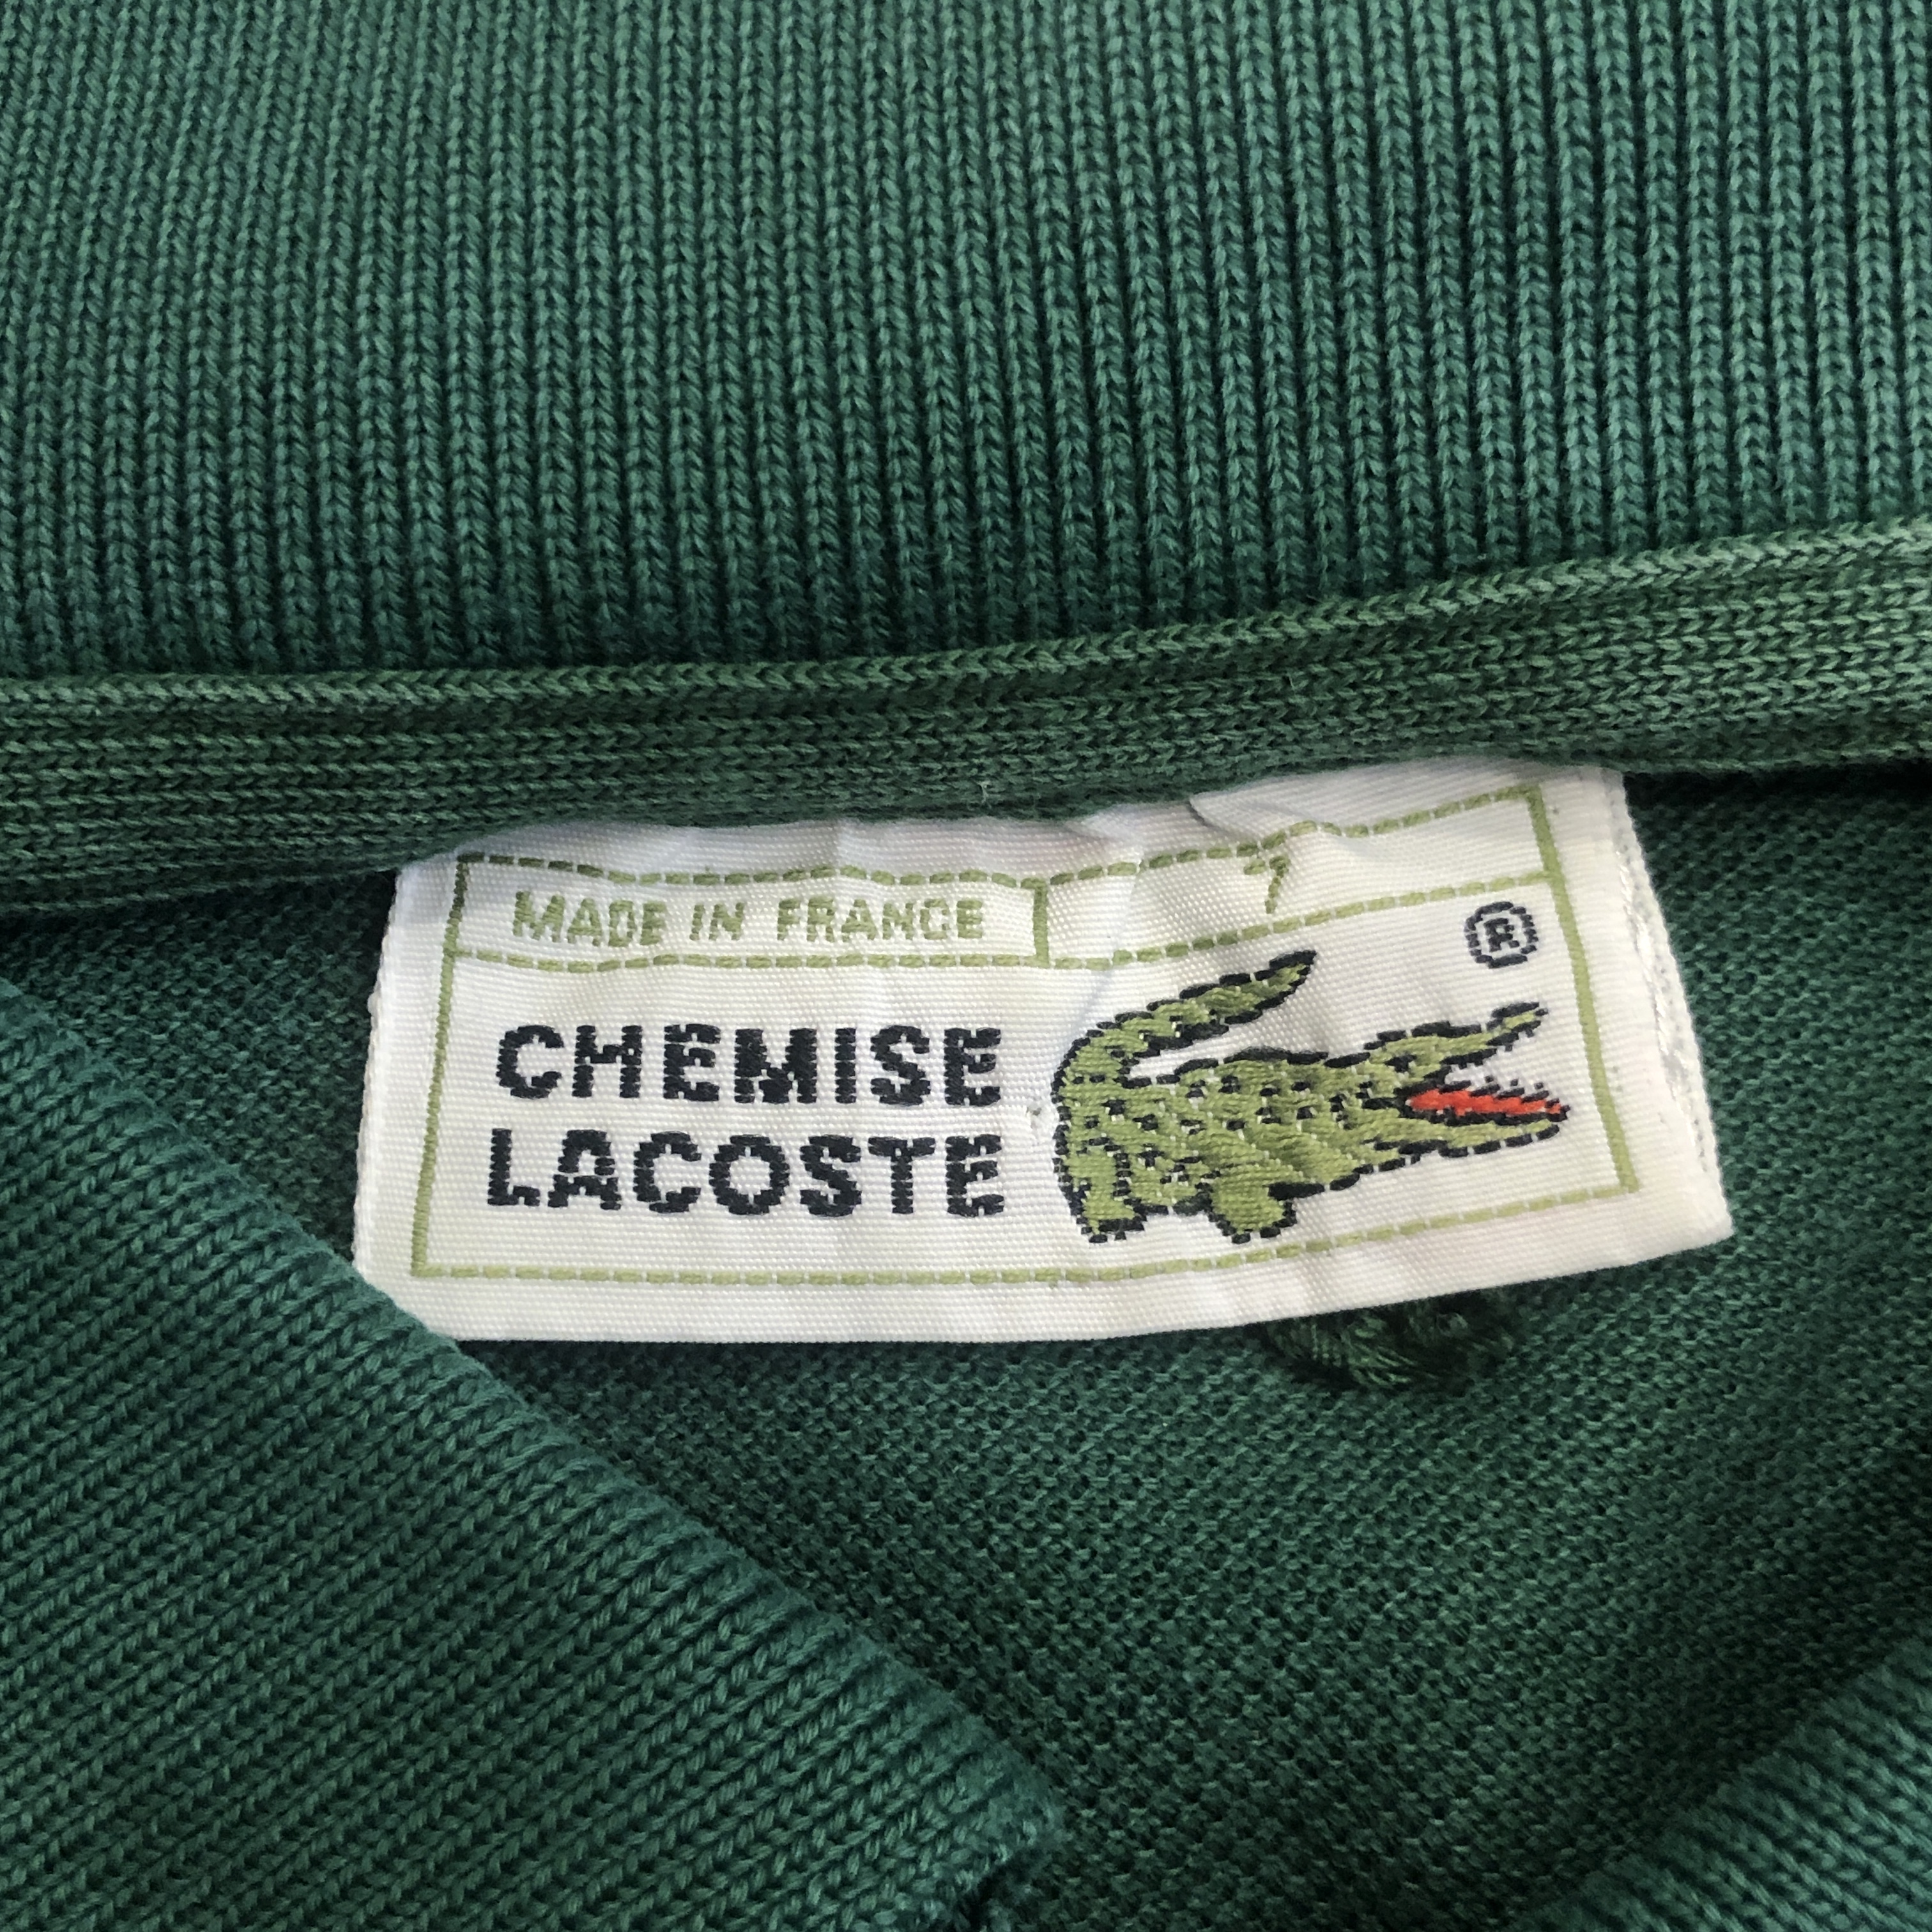 MADE IN FRANCE 7
®
CHEMISE
LACOSTE